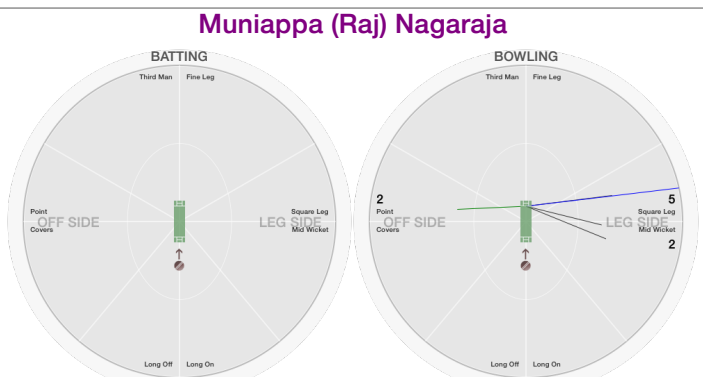 Muniappa (Raj) Nagaraja
BATTING
Third Man Fine Leg
Point
OFF SIDE
Covers
Square Leg
LEG SIDE
Mid Wicket
Long Off Long On
BOWLING
Third Man Fine Leg
2
Point
OFF SIDE
Covers
5
Square Leg
LEG SIDE
Mid Wicket
2
Long Off Long On